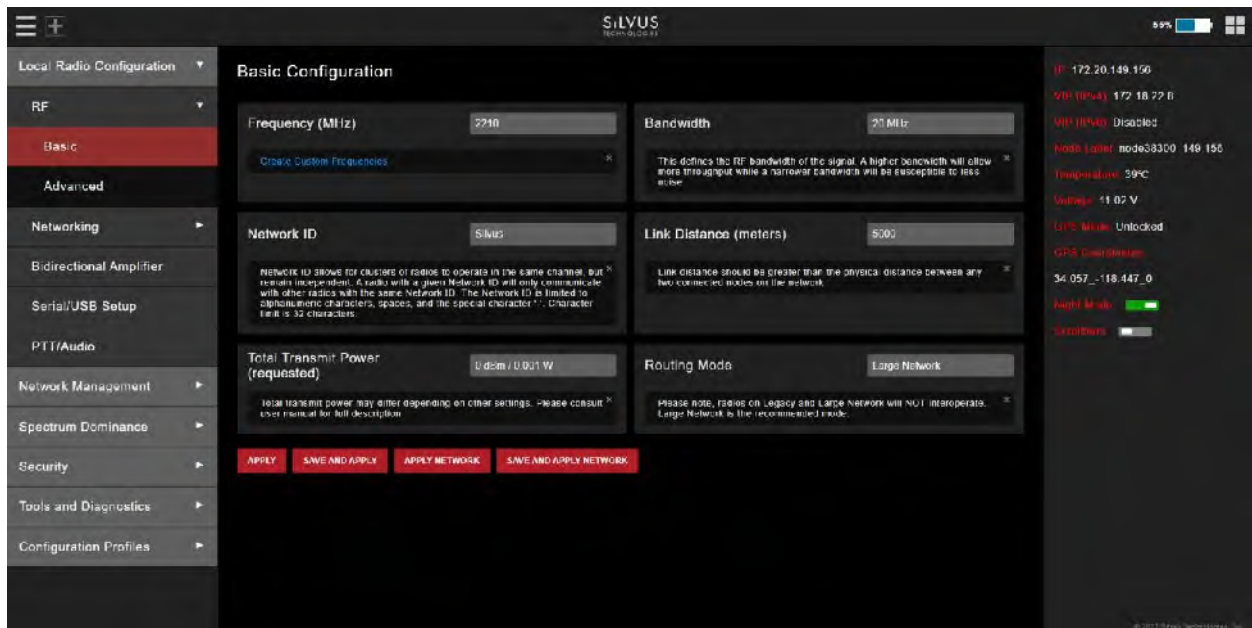 SiLVUS
TECHNOLOGIES
55%
Local Radio Configuration
RF
Basic
Advanced
Networking
Bidirectional Amplifier
Serial/USB Setup
PTT/Audio
Network Management
Spectrum Dominance
Security
Tools and Diagnostics
Configuration Profiles
Basic Configuration
Frequency (MHz)
2210
Create Custom Frequencies
Bandwidth
20 MHz
This defines the RF bandwidth of the signal. A higher bandwidth will allow
more throughput while a narrower bandwidth will be susceptible to less
noise
Network ID
Silvus
Network ID allows for clusters of radios to operate in the same channel, but
remain independent. A radio with a given Network ID will only communicate
with other radios with the same Network ID. The Network ID is limited to
alphanumeric characters, spaces, and the special character
Character
limit is 32 characters.
Link Distance (meters)
5000
Link distance should be greater than the physical distance between any
two connected nodes on the network
Total Transmit Power
(requested)
0 dBm / 0.001 W
Total transmit power may differ depending on other settings. Please consult
user manual for full description
Routing Mode
Large Network
Please note, radios on Legacy and Large Network will NOT interoperate.
Large Network is the recommended mode.
APPLY
SAVE AND APPLY
APPLY NETWORK
SAVE AND APPLY NETWORK
IP: 172.20.149.156
VIP (IPv4): 172.18.22.6
VIP (IPv6): Disabled
Node Label: node38300_149.156
Temperature: 39°C
Voltage: 11.02 V
GPS Mode: Unlocked
GPS Coordinates:
34.057_-118.447_0
Night Mode: